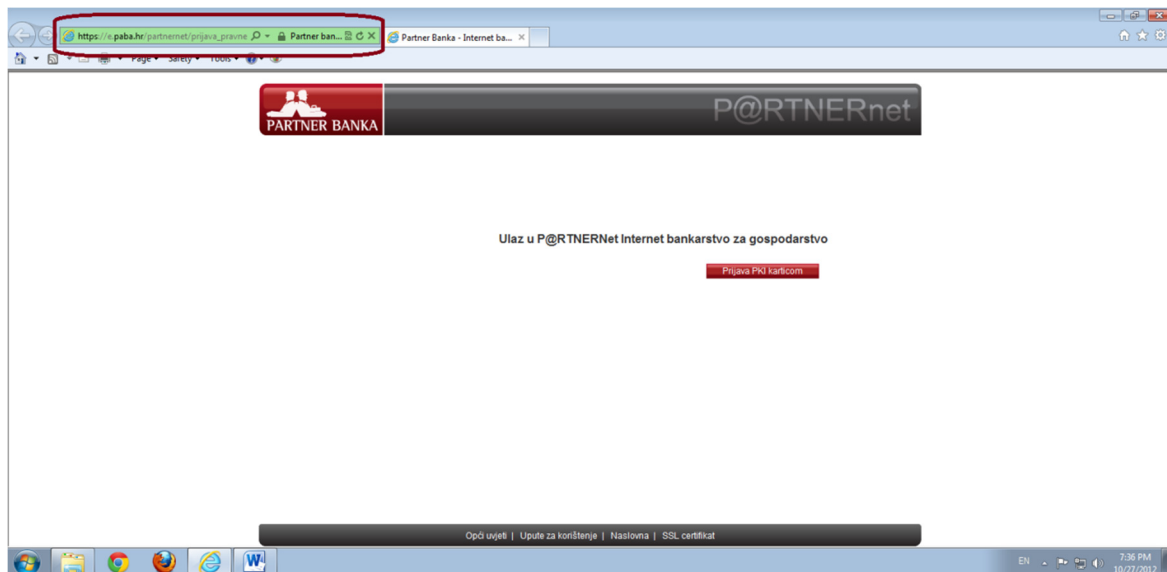 https://e.paba.hr/partnernet/prijava_pravne
Partner ban...
Partner Banka - Internet ba...
Page
Safety
Tools
PARTNER BANKA
P@RTNERnet
Ulaz u P@RTNERNet Internet bankarstvo za gospodarstvo
Prijava PKI karticom
Opći uvjeti | Upute za korištenje | Naslovna | SSL certifikat
EN
7:36 PM
10/27/2012